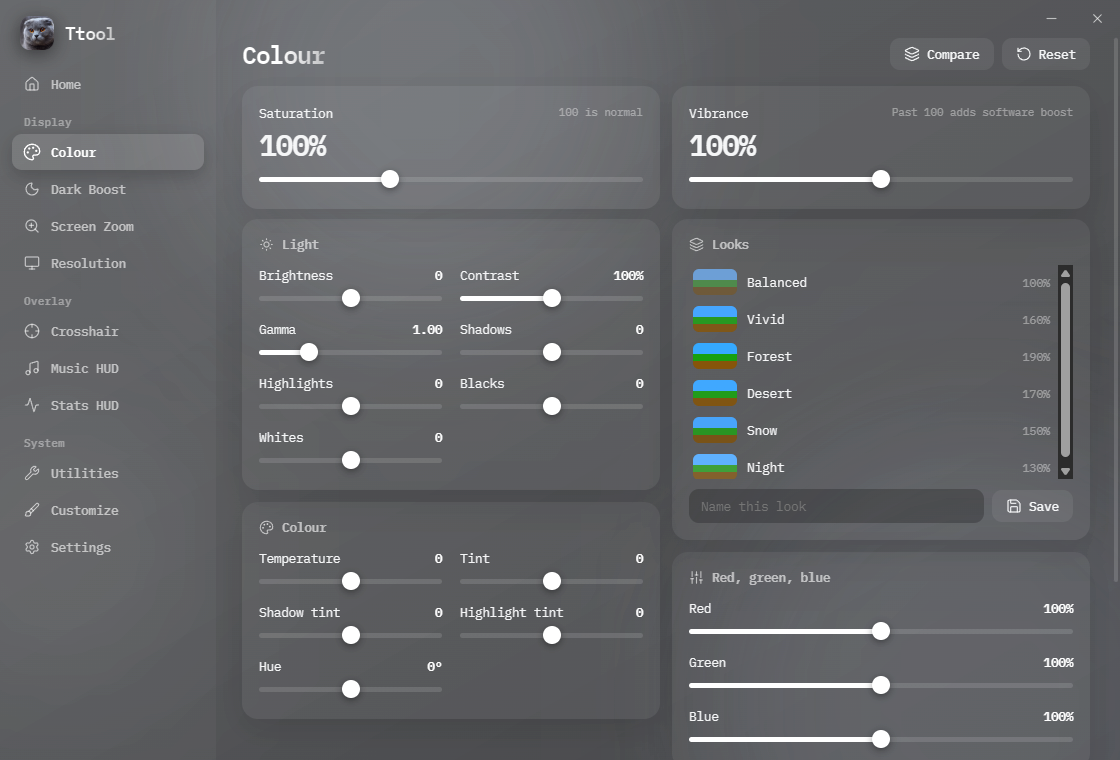 Ttool
Home
Display
Colour
Dark Boost
Screen Zoom
Resolution
Overlay
Crosshair
Music HUD
Stats HUD
System
Utilities
Customize
Settings
Colour
Compare
Reset
Saturation
100 is normal
100%
Vibrance
Past 100 adds software boost
100%
Light
Brightness 0
Contrast 100%
Gamma 1.00
Shadows 0
Highlights 0
Blacks 0
Whites 0
Colour
Temperature 0
Tint 0
Shadow tint 0
Highlight tint 0
Hue 0°
Looks
Balanced 100%
Vivid 160%
Forest 190%
Desert 170%
Snow 150%
Night 130%
Name this look
Save
Red, green, blue
Red 100%
Green 100%
Blue 100%